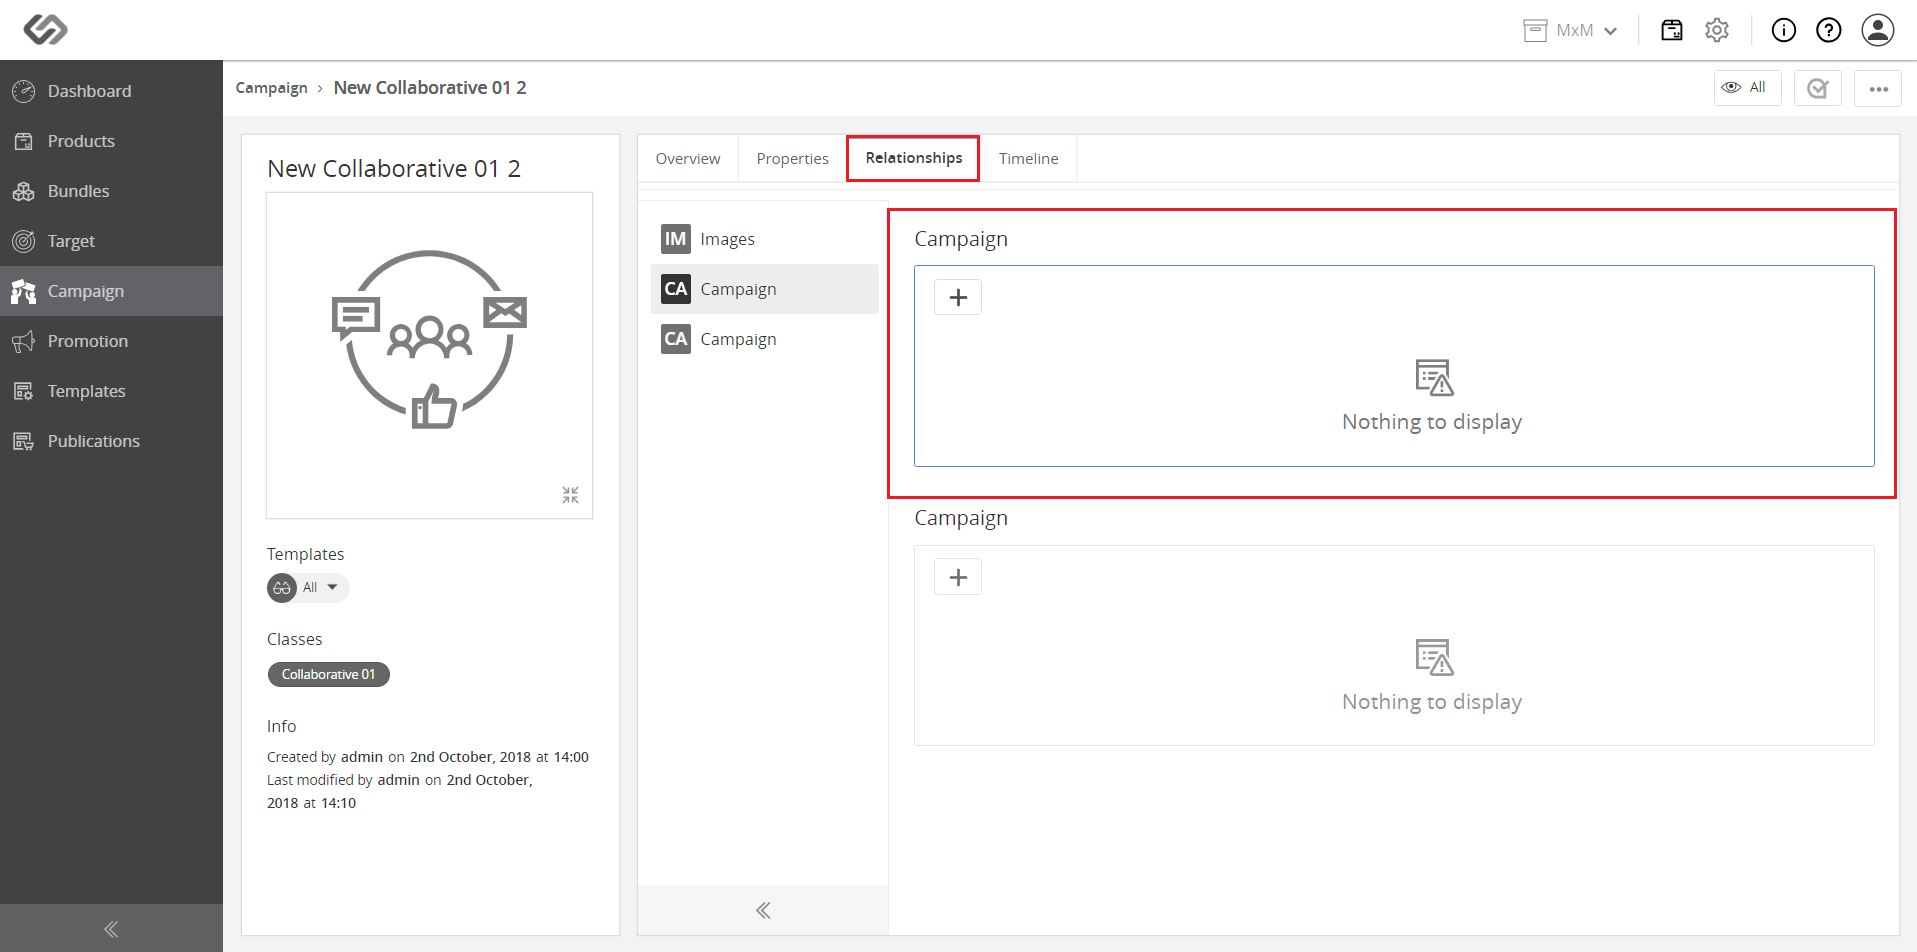 MxM
Dashboard
Products
Bundles
Target
Campaign
Promotion
Templates
Publications
Campaign › New Collaborative 01 2
All
New Collaborative 01 2
Templates
All
Classes
Collaborative 01
Info
Created by admin on 2nd October, 2018 at 14:00
Last modified by admin on 2nd October,
2018 at 14:10
Overview Properties Relationships Timeline
IM Images
CA Campaign
CA Campaign
Campaign
Nothing to display
Campaign
Nothing to display